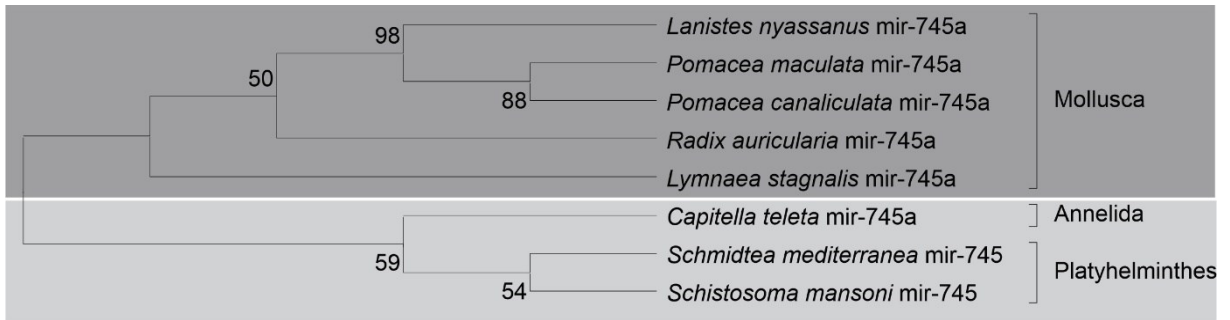 98
Lanistes nyassanus mir-745a
50
Pomacea maculata mir-745a
88
Pomacea canaliculata mir-745a
Mollusca
Radix auricularia mir-745a
Lymnaea stagnalis mir-745a
Capitella teleta mir-745a
Annelida
59
Schmidtea mediterranea mir-745
54
Schistosoma mansoni mir-745
Platyhelminthes